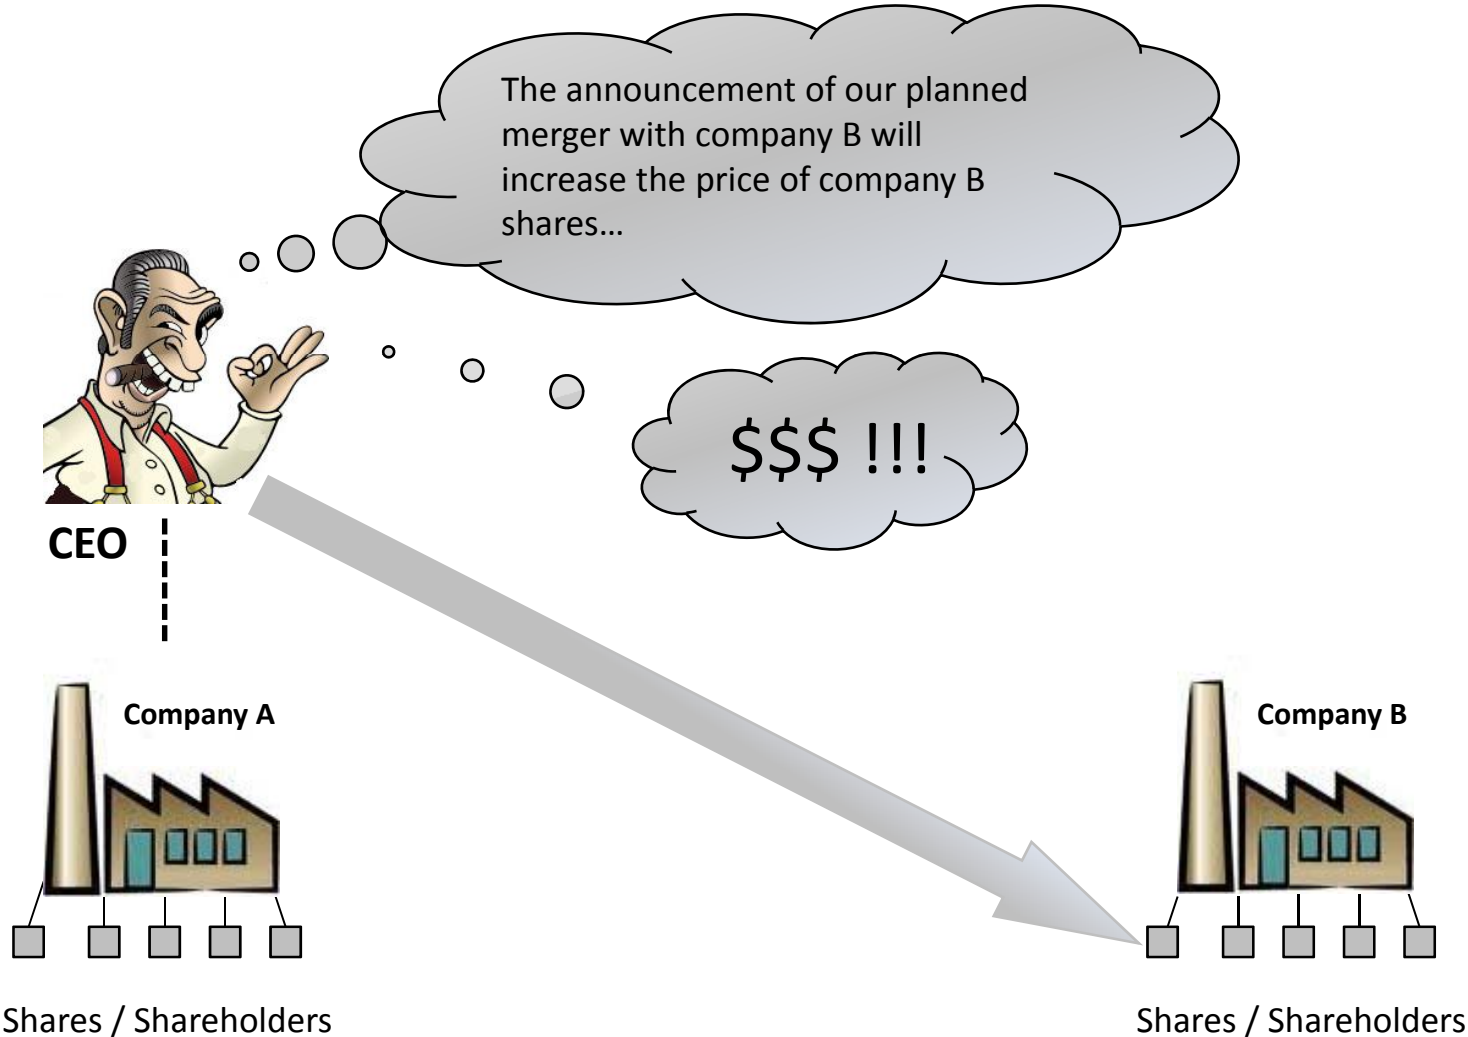 The announcement of our planned
merger with company B will
increase the price of company B
shares…
$$$ !!!
CEO
Company A
Company B
Shares / Shareholders
Shares / Shareholders